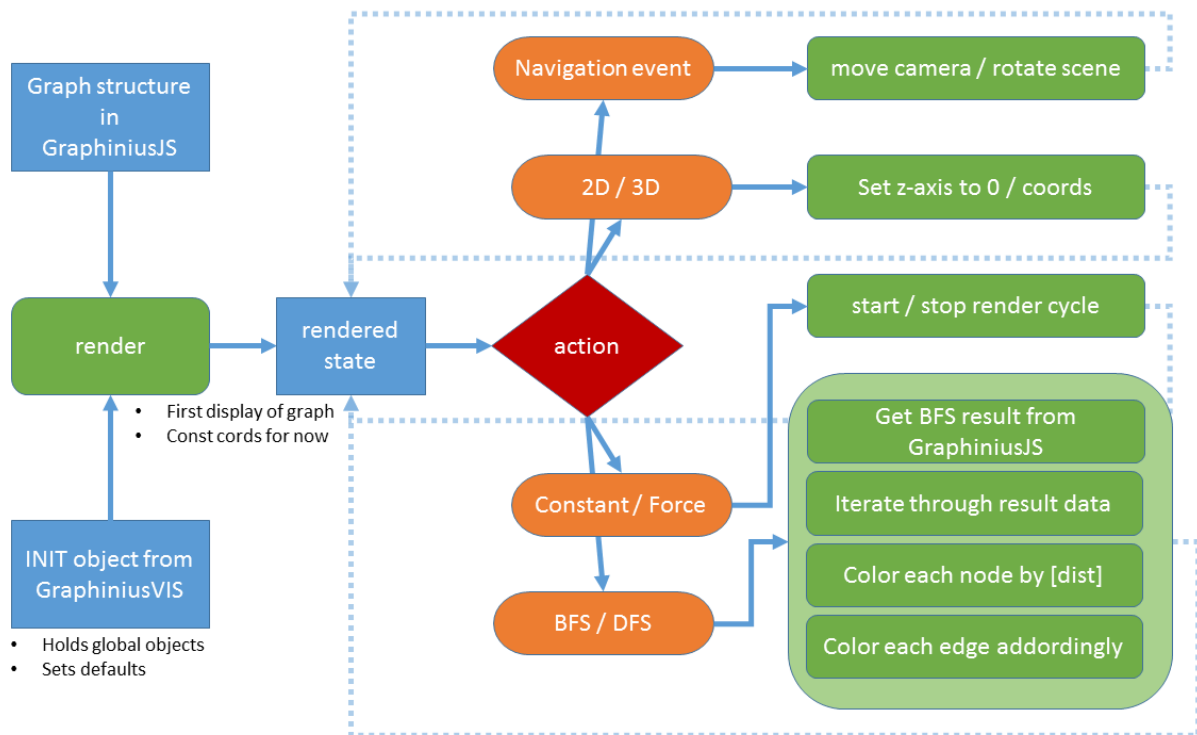 Graph structure
in
GraphiniusJS
render
INIT object from
GraphiniusVIS
• Holds global objects
• Sets defaults
rendered
state
• First display of graph
• Const cords for now
action
Navigation event
move camera / rotate scene
2D / 3D
Set z-axis to 0 / coords
Constant / Force
start / stop render cycle
BFS / DFS
Get BFS result from
GraphiniusJS
Iterate through result data
Color each node by [dist]
Color each edge addordingly